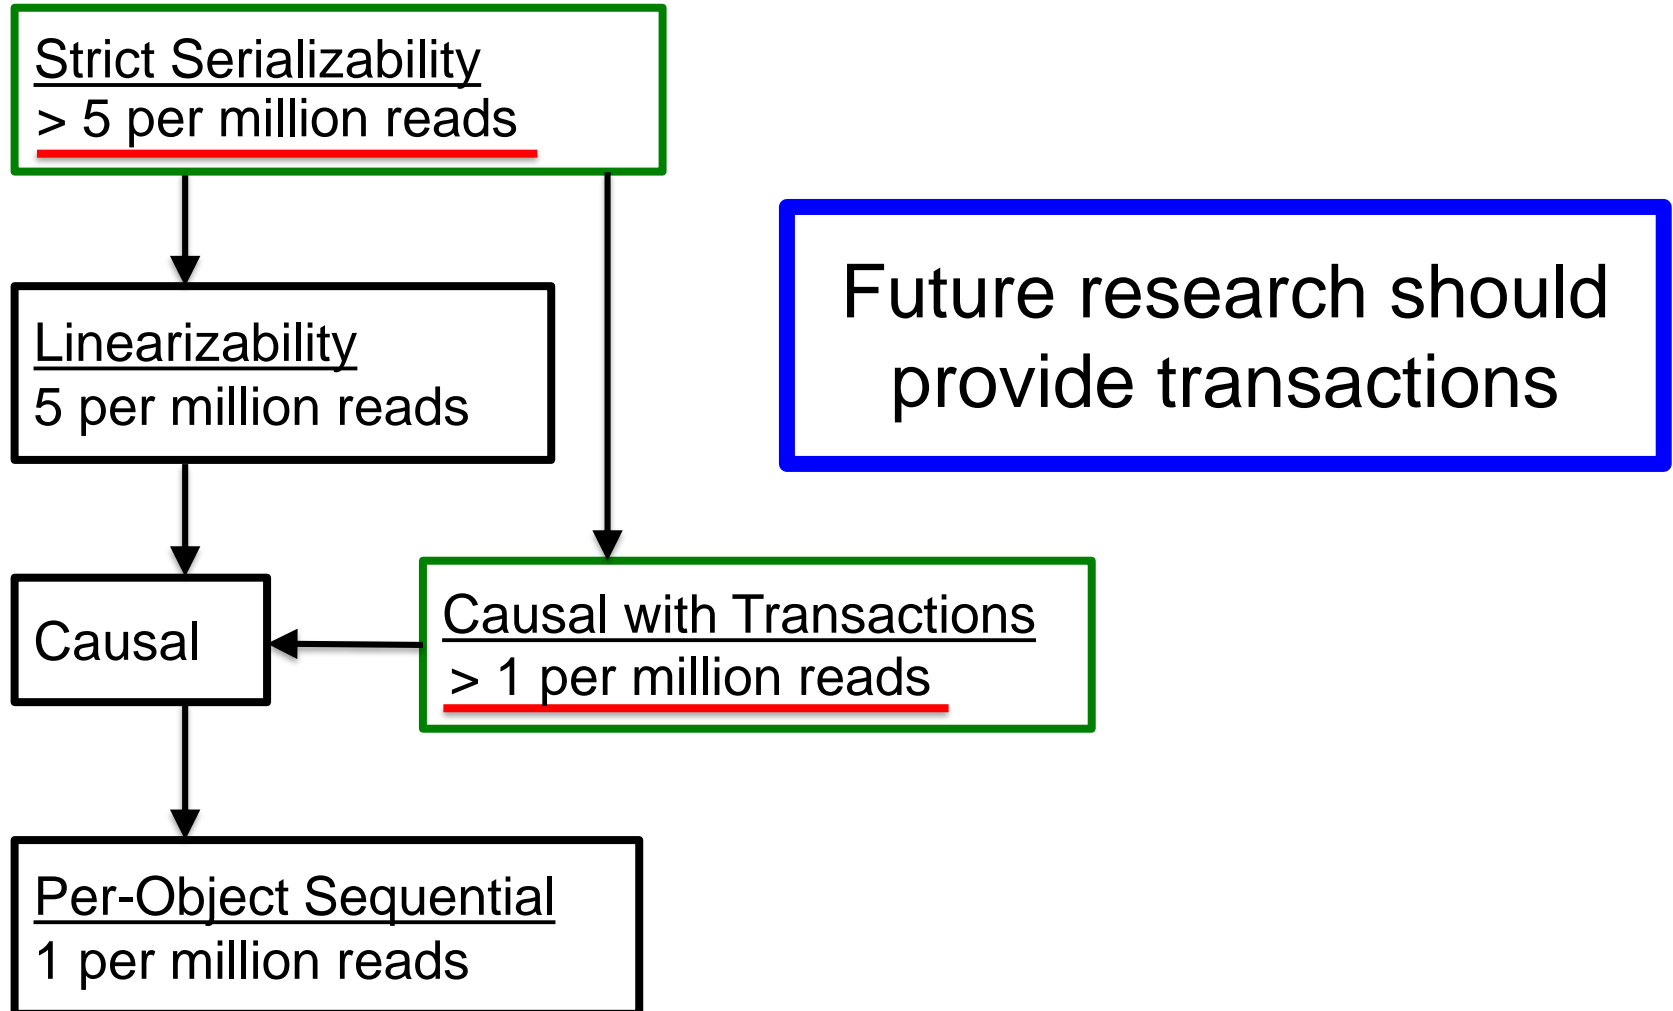 Strict Serializability
> 5 per million reads
Future research should
provide transactions
Linearizability
5 per million reads
Causal
Causal with Transactions
> 1 per million reads
Per-Object Sequential
1 per million reads